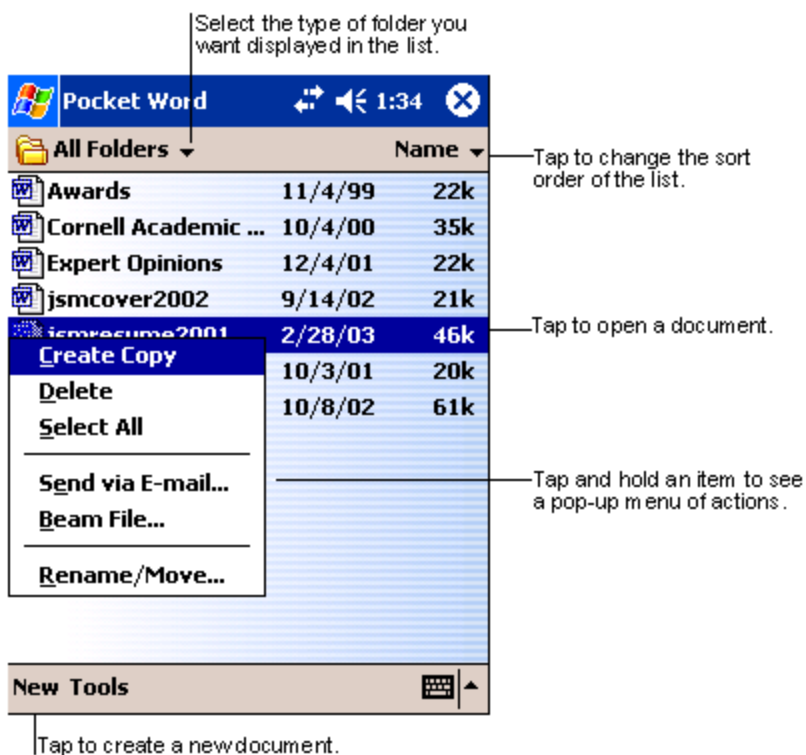 Select the type of folder you
want displayed in the list.
Pocket Word 1:34
All Folders Name
Tap to change the sort
order of the list.
Awards 11/4/99 22k
Cornell Academic ... 10/4/00 35k
Expert Opinions 12/4/01 22k
jsmcover2002 9/14/02 21k
jsmresume2001 2/28/03 46k
Tap to open a document.
Create Copy
10/3/01 20k
Delete
10/8/02 61k
Select All
Send via E-mail...
Tap and hold an item to see
a pop-up menu of actions.
Beam File...
Rename/Move...
New Tools
Tap to create a new document.